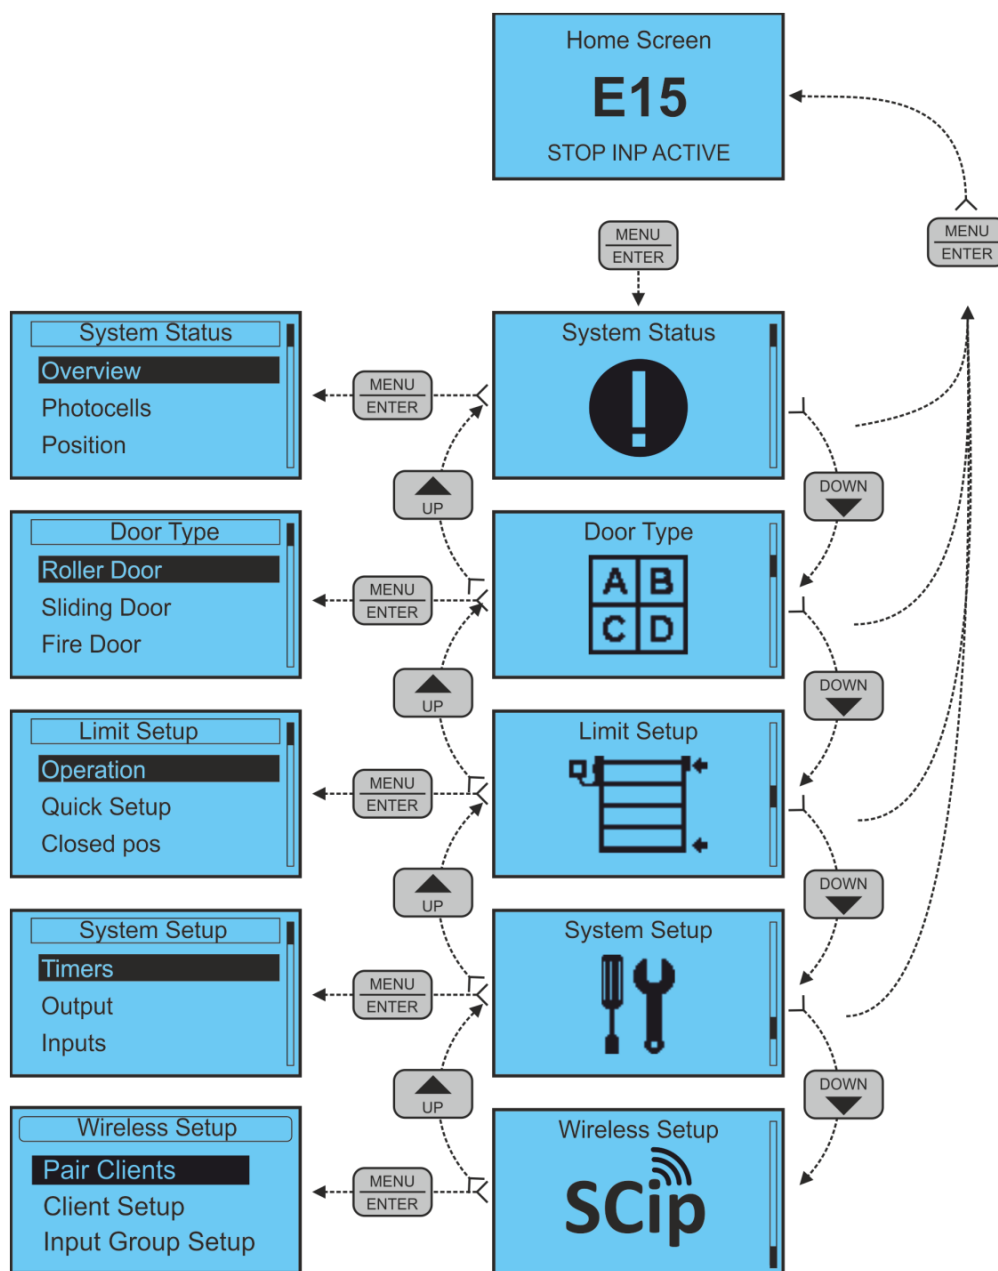 Home Screen
E15
STOP INP ACTIVE
MENU
ENTER
MENU
ENTER
System Status
Overview
Photocells
Position
MENU
ENTER
System Status
DOWN
UP
Door Type
Roller Door
Sliding Door
Fire Door
MENU
ENTER
Door Type
A B
C D
DOWN
UP
Limit Setup
Operation
Quick Setup
Closed pos
MENU
ENTER
Limit Setup
DOWN
UP
System Setup
Timers
Output
Inputs
MENU
ENTER
System Setup
DOWN
UP
Wireless Setup
Pair Clients
Client Setup
Input Group Setup
MENU
ENTER
Wireless Setup
SCip